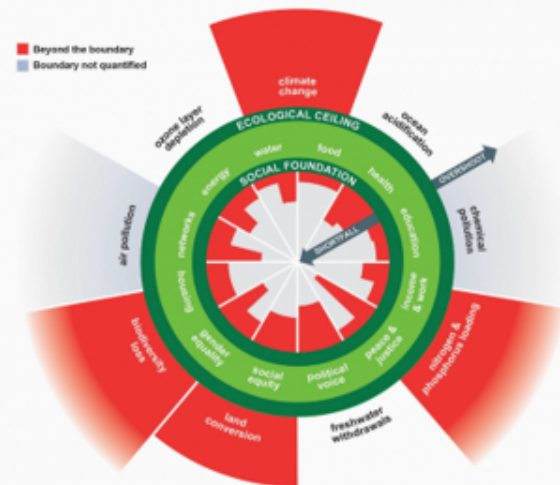 Beyond the boundary
Boundary not quantified
climate
change
ozone layer
depletion
ECOLOGICAL CEILING
ocean
acidification
water
food
energy
SOCIAL FOUNDATION
health
OVERSHOOT
air pollution
networks
SHORTFALL
education
chemical
pollution
housing
income
& work
biodiversity
loss
gender
equality
social
equity
political
voice
peace &
justice
nitrogen &
phosphorus loading
land
conversion
freshwater
withdrawals